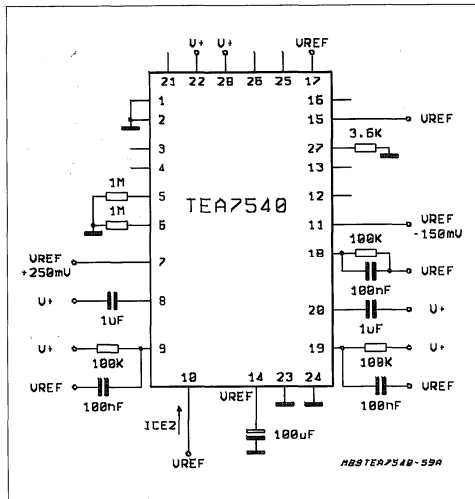 V+ V+ VREF
21 22 28 26 25 17
1 16
2 15 VREF
3.6K
3 27
4 13
1M
5 12
TEA7540
1M
6 11 VREF
-150mV
100K
18
VREF
+250mV
7
100nF VREF
V+ 8
1uF
20 V+
1uF
V+ 9 19 V+
100K 100K
VREF
100nF
10 14 23 24
VREF
100nF
VREF
ICE2
100uF
VREF
M89TEA7540-59A